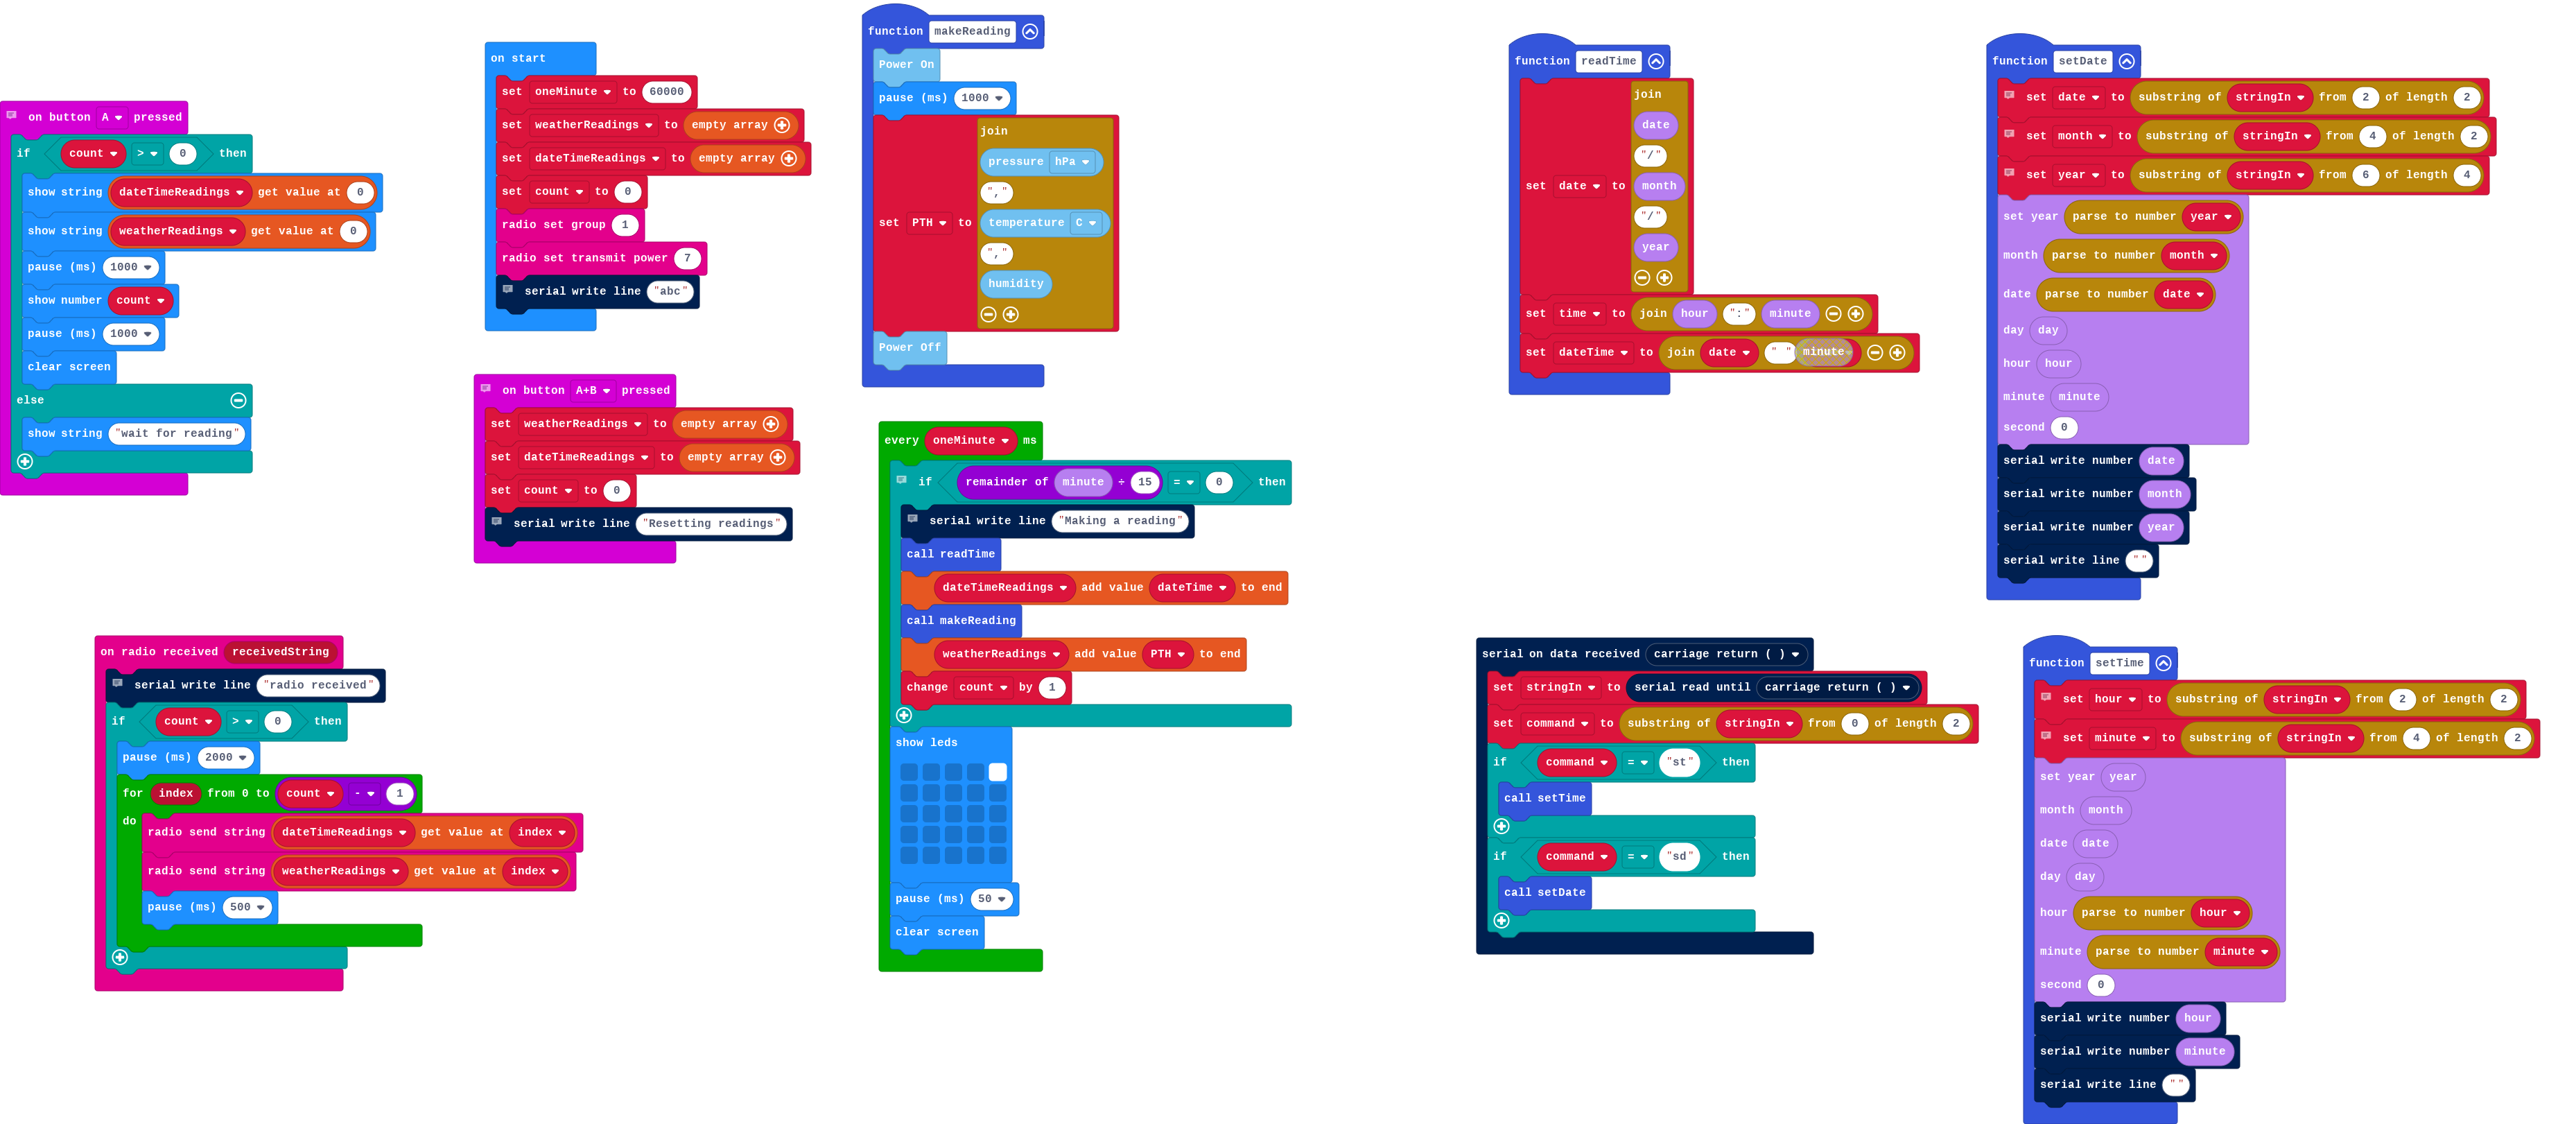 on button A pressed
if count > 0 then
show string dateTimeReadings get value at 0
show string weatherReadings get value at 0
pause (ms) 1000
show number count
pause (ms) 1000
clear screen
else
show string "wait for reading"
on start
set oneMinute to 60000
set weatherReadings to empty array
set dateTimeReadings to empty array
set count to 0
radio set group 1
radio set transmit power 7
serial write line "abc"
on button A+B pressed
set weatherReadings to empty array
set dateTimeReadings to empty array
set count to 0
serial write line "Resetting readings"
on radio received receivedString
serial write line "radio received"
if count > 0 then
pause (ms) 2000
for index from 0 to count - 1
do
radio send string dateTimeReadings get value at index
radio send string weatherReadings get value at index
pause (ms) 500
function makeReading
Power On
pause (ms) 1000
set PTH to
join
pressure hPa
","
temperature C
","
humidity
Power Off
every oneMinute ms
if remainder of minute ÷ 15 = 0 then
serial write line "Making a reading"
call readTime
dateTimeReadings add value dateTime to end
call makeReading
weatherReadings add value PTH to end
change count by 1
show leds
pause (ms) 50
clear screen
function readTime
set date to
join
date
"/"
month
"/"
year
set time to join hour ":" minute
set dateTime to join date " " minute
serial on data received carriage return ( )
set stringIn to serial read until carriage return ( )
set command to substring of stringIn from 0 of length 2
if command = "st" then
call setTime
if command = "sd" then
call setDate
function setDate
set date to substring of stringIn from 2 of length 2
set month to substring of stringIn from 4 of length 2
set year to substring of stringIn from 6 of length 4
set year parse to number year
month parse to number month
date parse to number date
day day
hour hour
minute minute
second 0
serial write number date
serial write number month
serial write number year
serial write line ""
function setTime
set hour to substring of stringIn from 2 of length 2
set minute to substring of stringIn from 4 of length 2
set year year
month month
date date
day day
hour parse to number hour
minute parse to number minute
second 0
serial write number hour
serial write number minute
serial write line ""